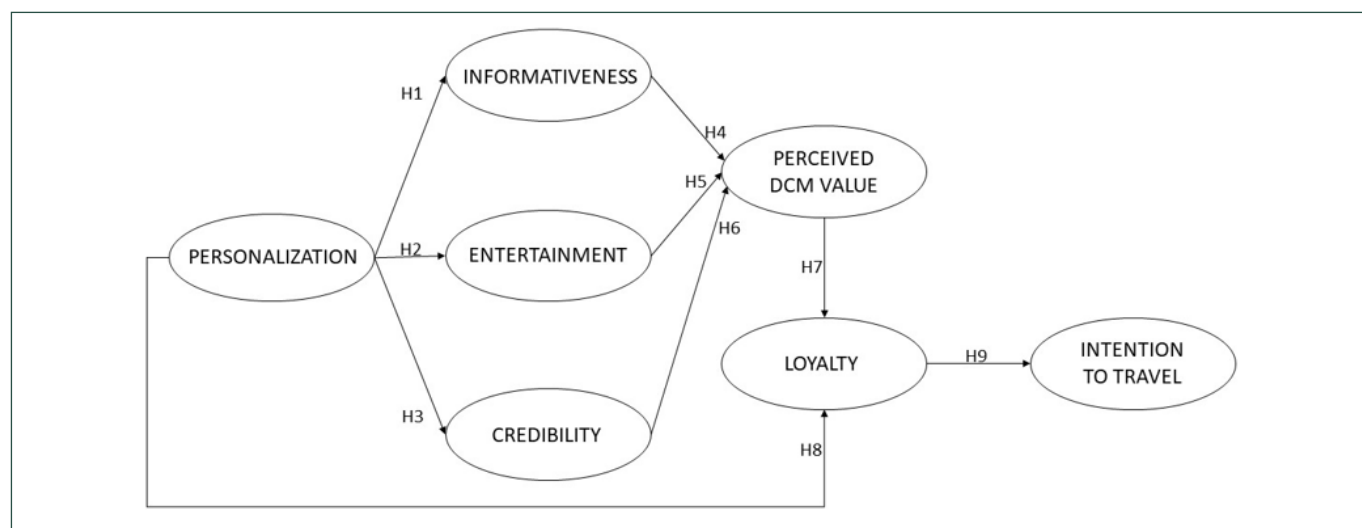 INFORMATIVENESS
H1
H4
PERCEIVED
DCM VALUE
H5
H6
PERSONALIZATION
H2
ENTERTAINMENT
H7
LOYALTY
H9
INTENTION
TO TRAVEL
H3
CREDIBILITY
H8